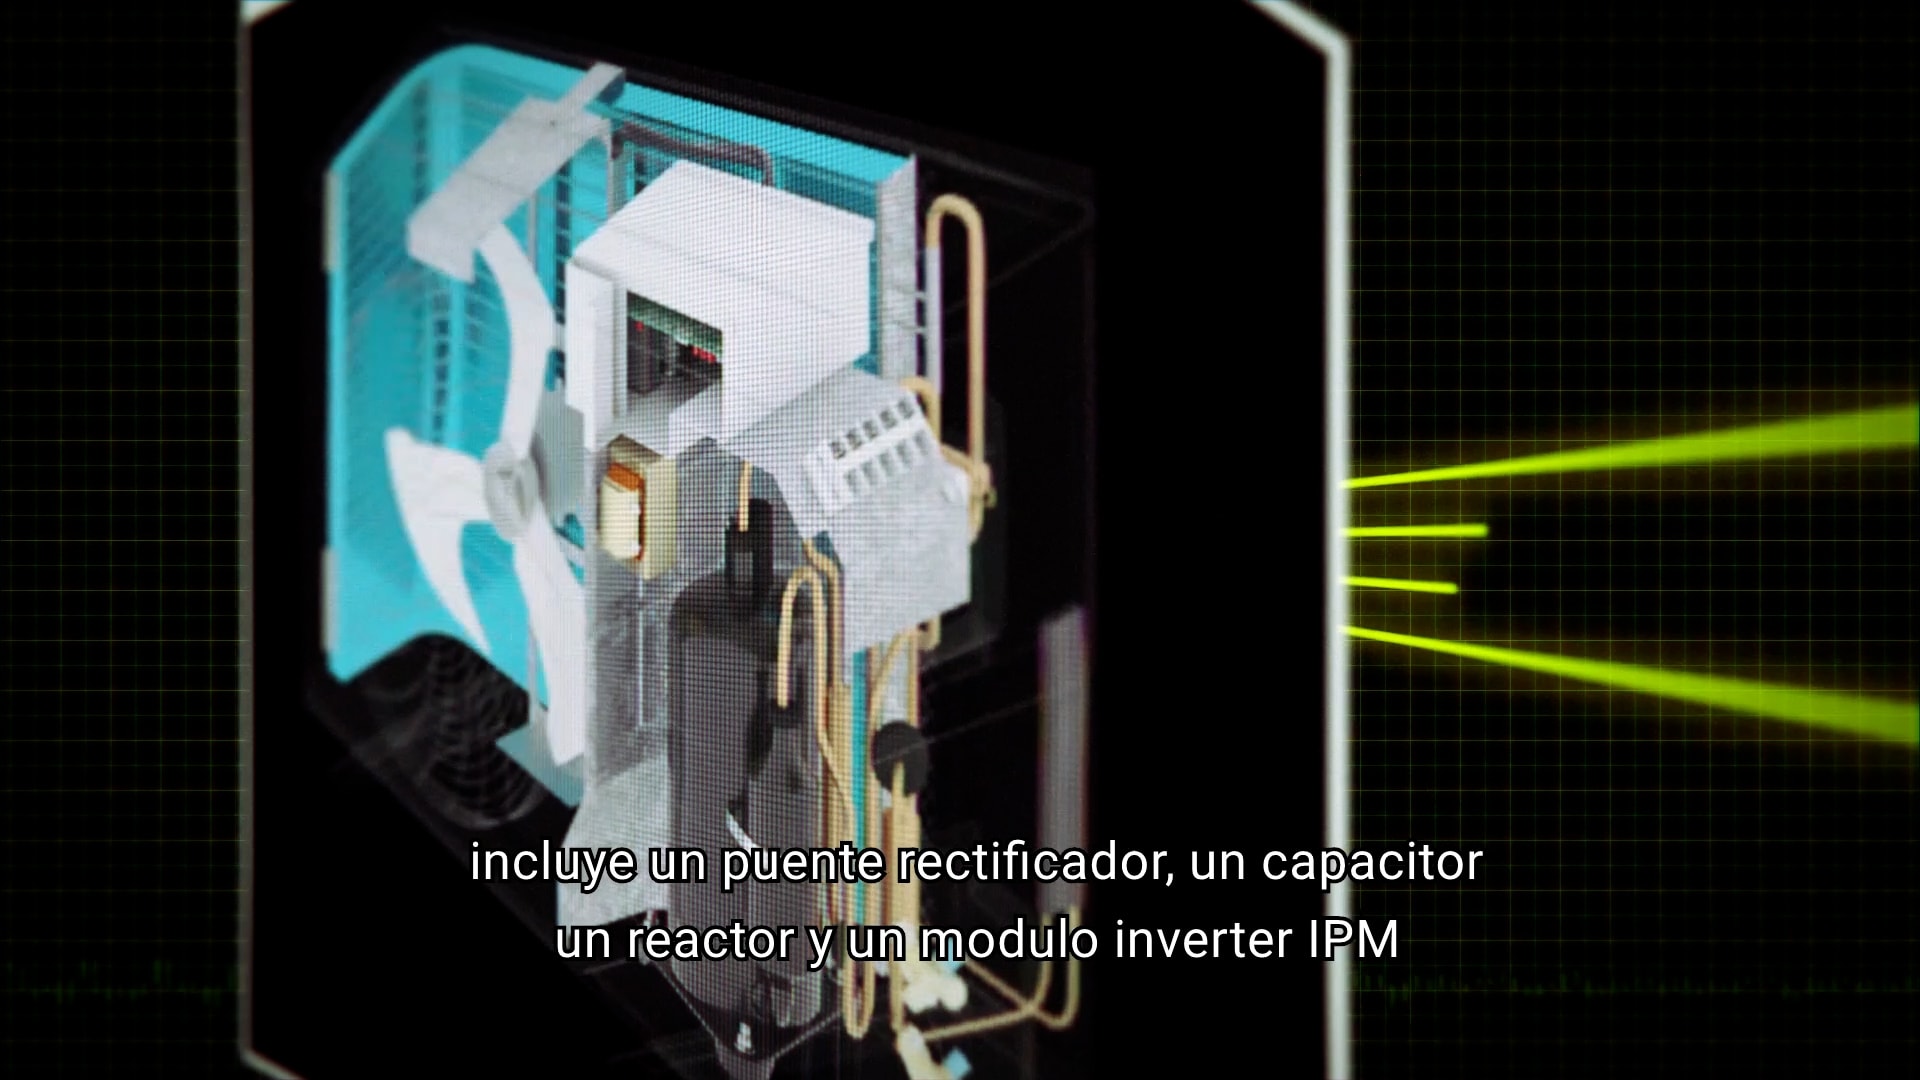 incluye un puente rectificador, un capacitor
un reactor y un modulo inverter IPM